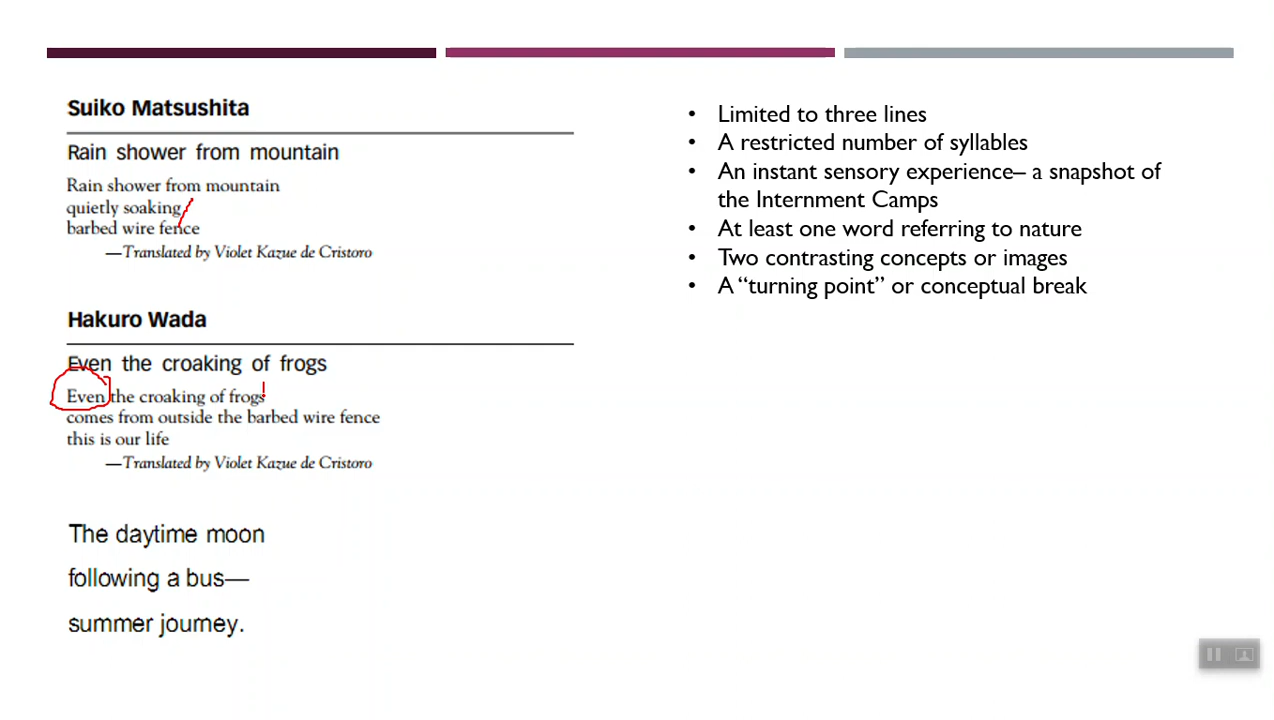 Suiko Matsushita
Rain shower from mountain
Rain shower from mountain
quietly soaking
barbed wire fence
—Translated by Violet Kazue de Cristoro
Hakuro Wada
Even the croaking of frogs
Even the croaking of frogs
comes from outside the barbed wire fence
this is our life
—Translated by Violet Kazue de Cristoro
The daytime moon
following a bus—
summer journey.
• Limited to three lines
• A restricted number of syllables
• An instant sensory experience– a snapshot of
the Internment Camps
• At least one word referring to nature
• Two contrasting concepts or images
• A “turning point” or conceptual break